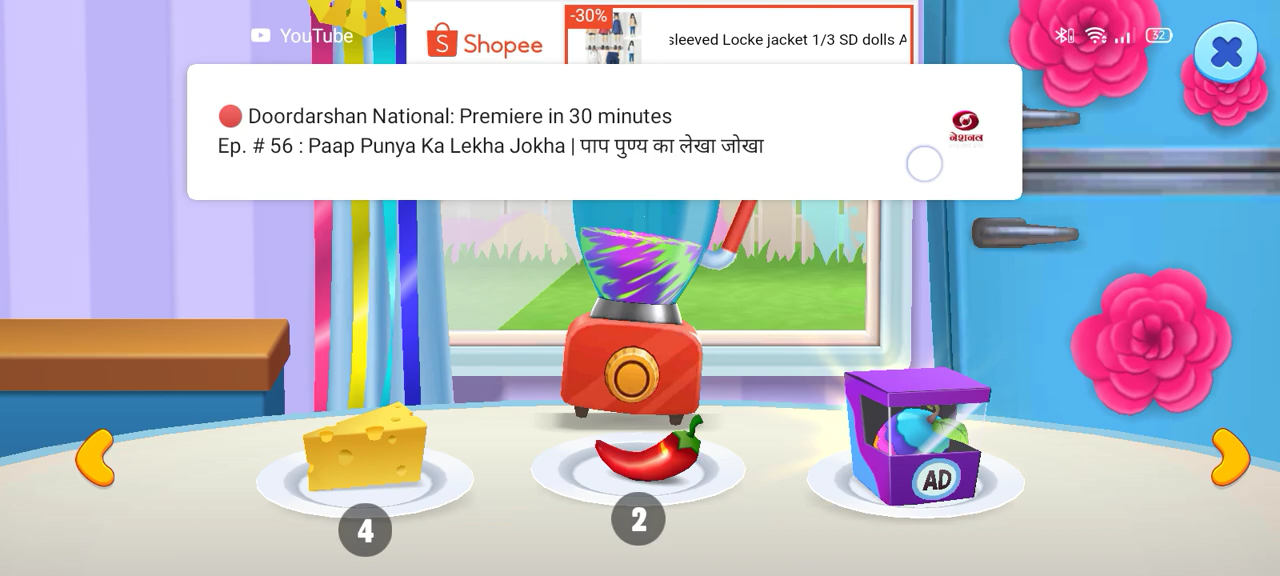 YouTube
Shopee
-30%
sleeved Locke jacket 1/3 SD dolls A
32
🔴 Doordarshan National: Premiere in 30 minutes
Ep. # 56 : Paap Punya Ka Lekha Jokha | पाप पुण्य का लेखा जोखा
नेशनल
AD
4
2